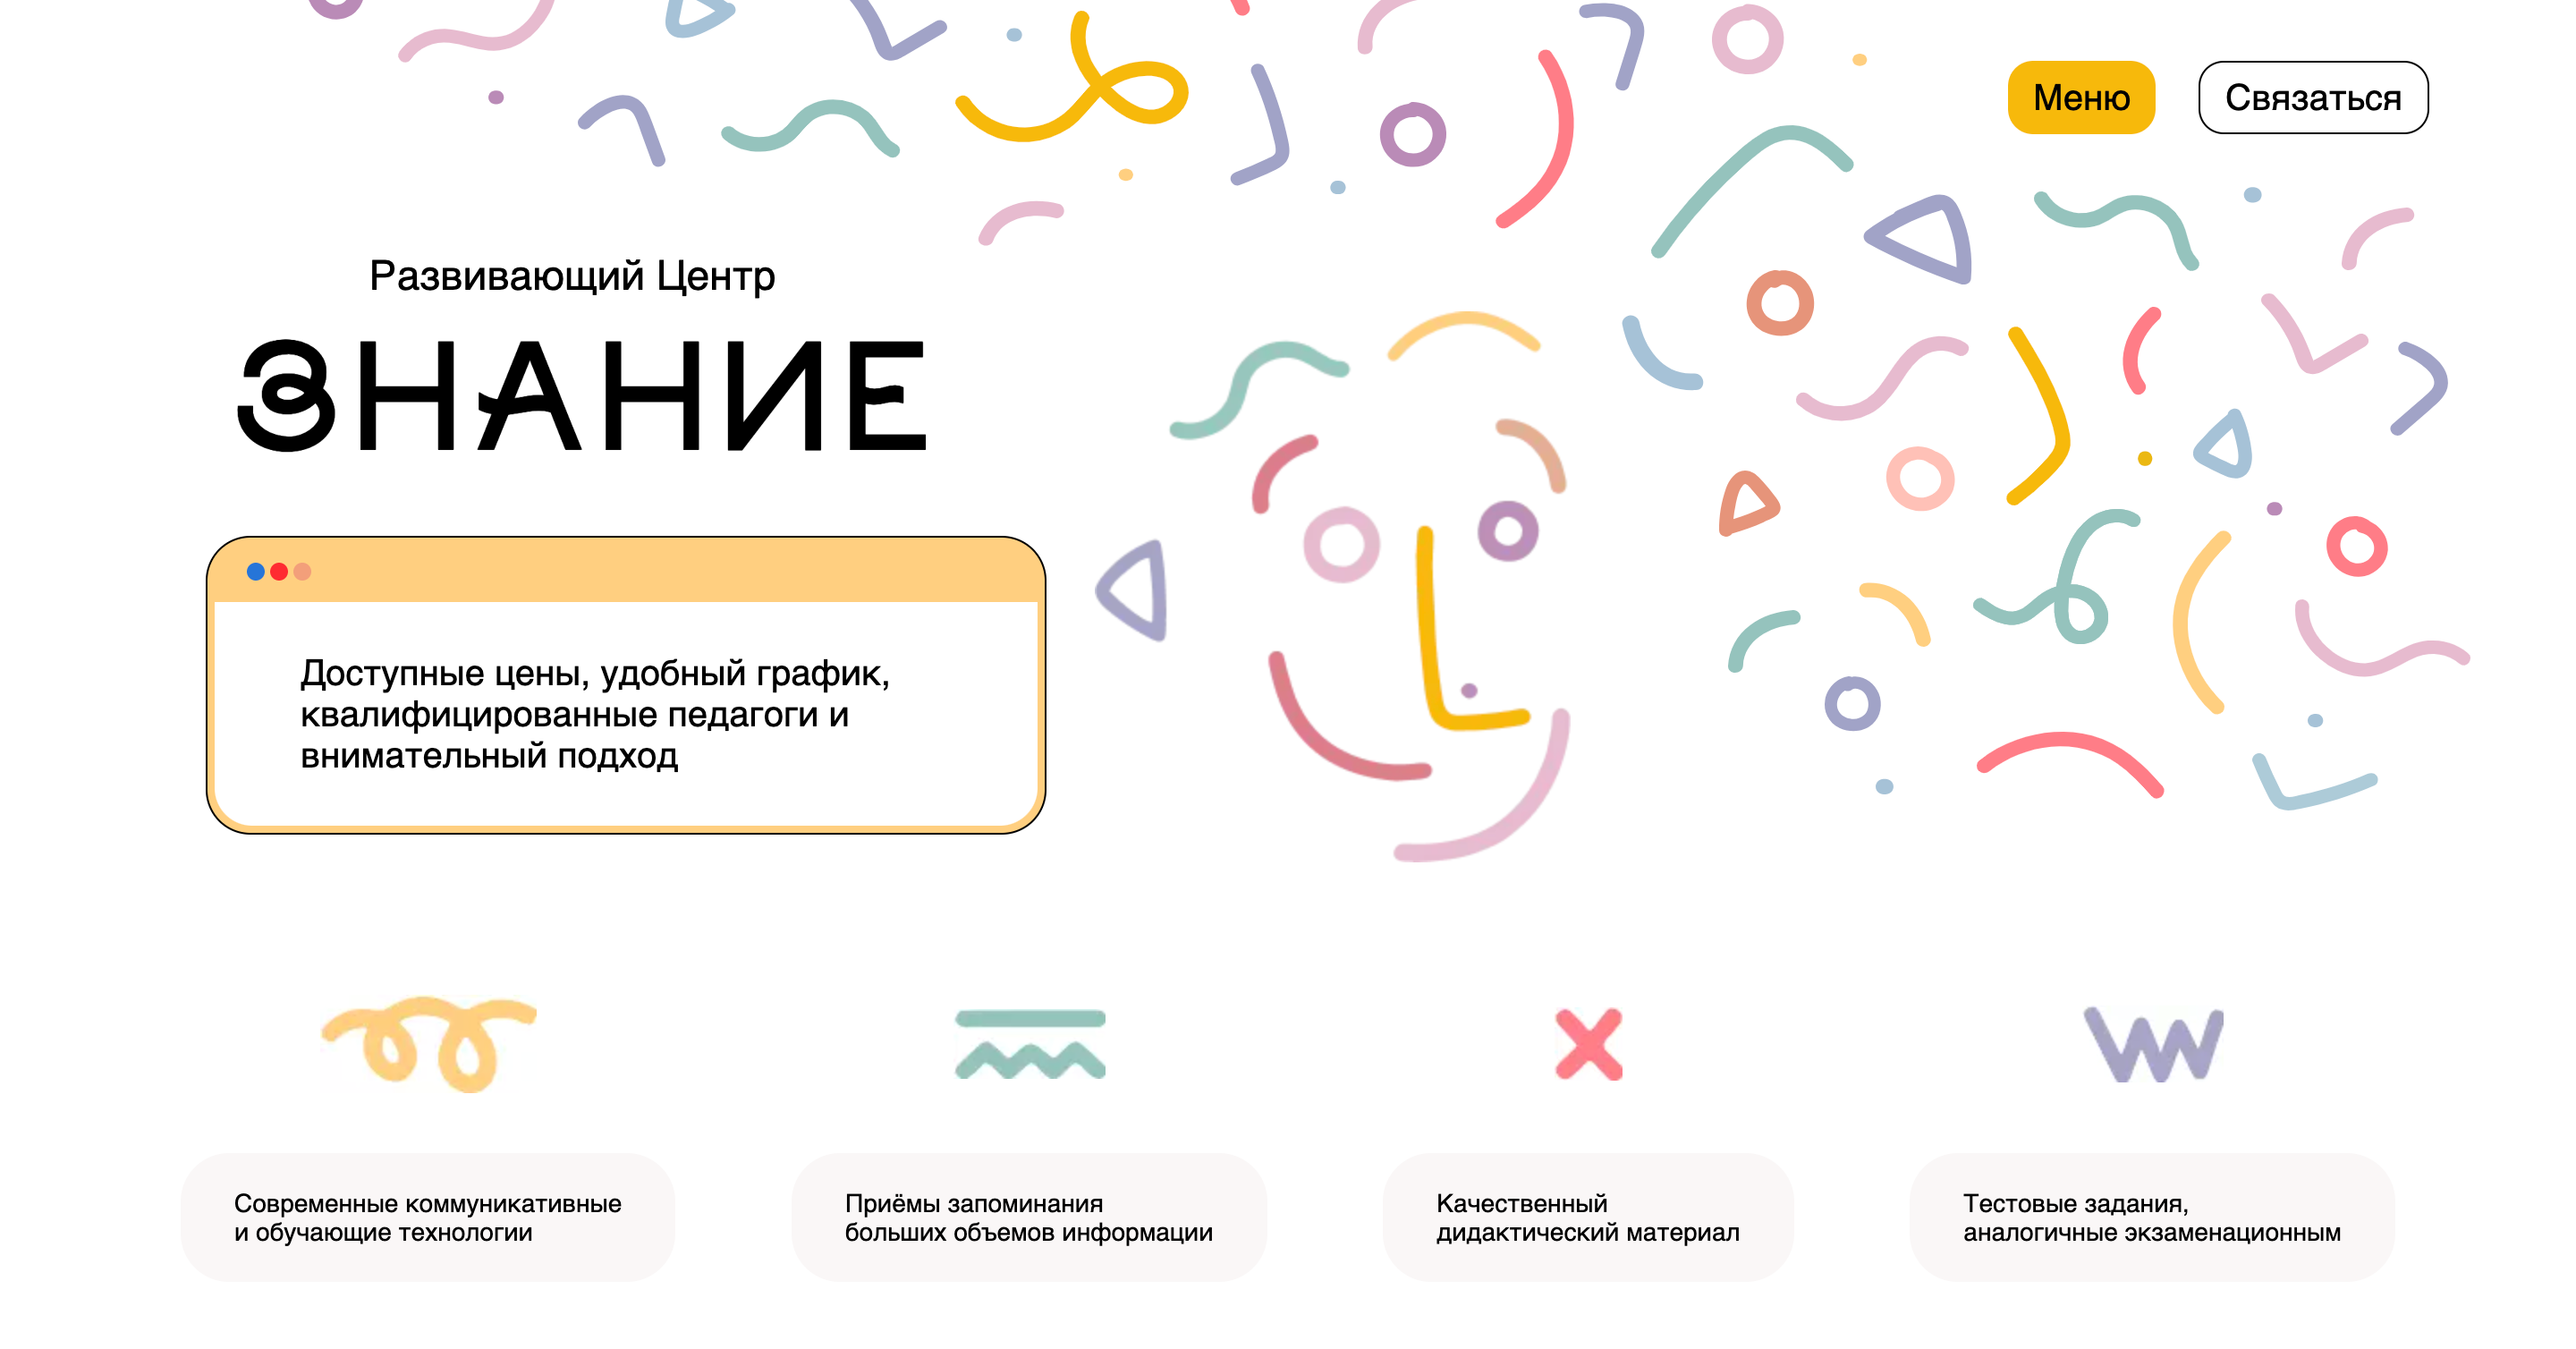 Меню
Связаться
Развивающий Центр
ЗНАНИЕ
Доступные цены, удобный график,
квалифицированные педагоги и
внимательный подход
Современные коммуникативные
и обучающие технологии
Приёмы запоминания
больших объемов информации
Качественный
дидактический материал
Тестовые задания,
аналогичные экзаменационным